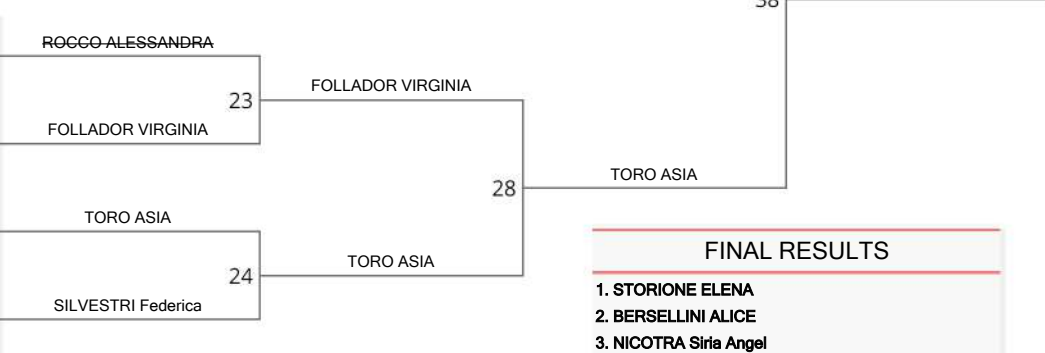 38
ROCCO ALESSANDRA
23
FOLLADOR VIRGINIA
FOLLADOR VIRGINIA
28
TORO ASIA
TORO ASIA
24
TORO ASIA
SILVESTRI Federica
FINAL RESULTS
1. STORIONE ELENA
2. BERSELLINI ALICE
3. NICOTRA Siria Angel